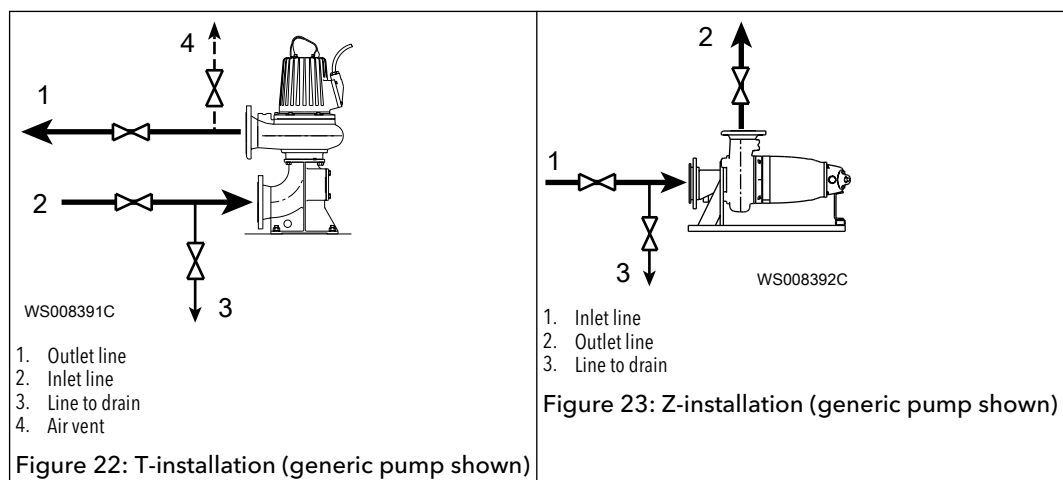 4
1
2
3
WS008391C
1. Outlet line
2. Inlet line
3. Line to drain
4. Air vent
Figure 22: T-installation (generic pump shown)
2
1
3
WS008392C
1. Inlet line
2. Outlet line
3. Line to drain
Figure 23: Z-installation (generic pump shown)